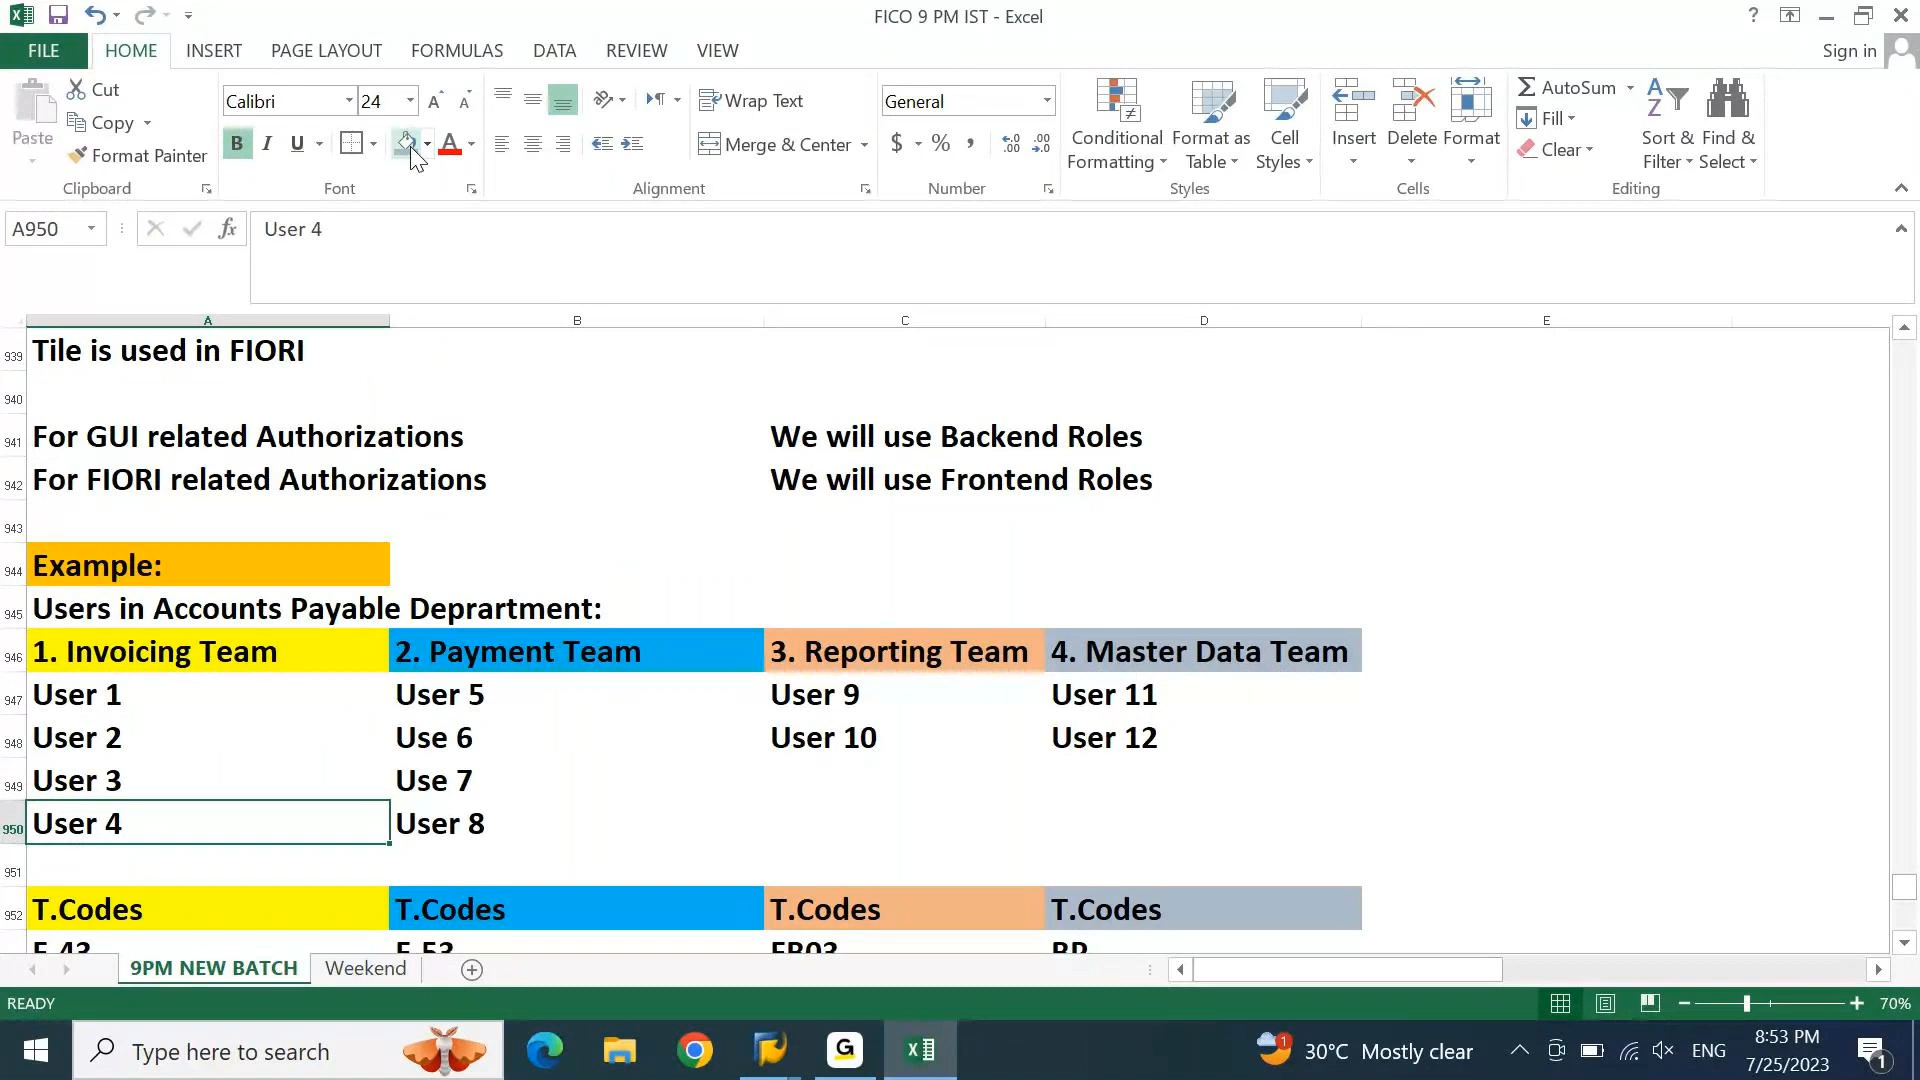 FICO 9 PM IST - Excel
?
FILE HOME INSERT PAGE LAYOUT FORMULAS DATA REVIEW VIEW Sign in
Paste Cut Copy Format Painter Clipboard
Calibri 24 A A
B I U A Font
Wrap Text
Merge & Center
Alignment
General
$ % , .0 .00 .00 .0
Number
Conditional Formatting Format as Table Cell Styles
Styles
Insert Delete Format
Cells
AutoSum Fill Clear
Sort & Filter Find & Select
Editing
A950 fx User 4
A B C D E
939 Tile is used in FIORI
940
941 For GUI related Authorizations We will use Backend Roles
942 For FIORI related Authorizations We will use Frontend Roles
943
944 Example:
945 Users in Accounts Payable Deprartment:
946 1. Invoicing Team 2. Payment Team 3. Reporting Team 4. Master Data Team
947 User 1 User 5 User 9 User 11
948 User 2 Use 6 User 10 User 12
949 User 3 Use 7
950 User 4 User 8
951
952 T.Codes T.Codes T.Codes T.Codes
9PM NEW BATCH Weekend
READY 70%
Type here to search 30°C Mostly clear ENG 8:53 PM
7/25/2023